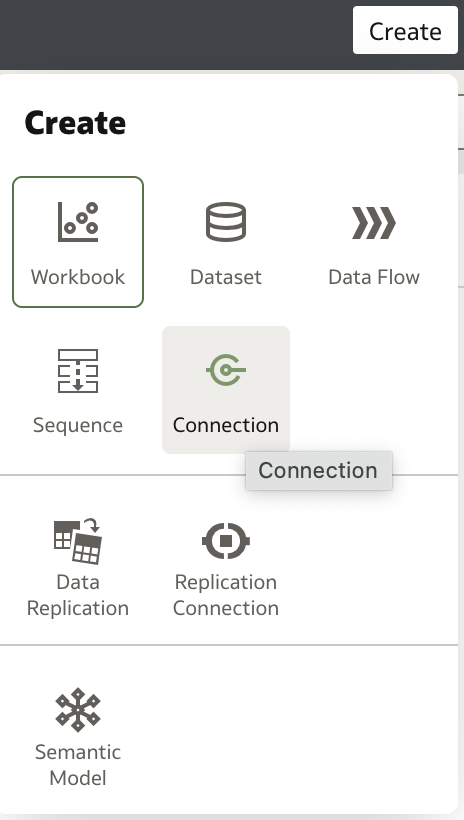 Create
Create
Workbook
Dataset
Data Flow
Sequence
Connection
Connection
Data
Replication
Replication
Connection
Semantic
Model